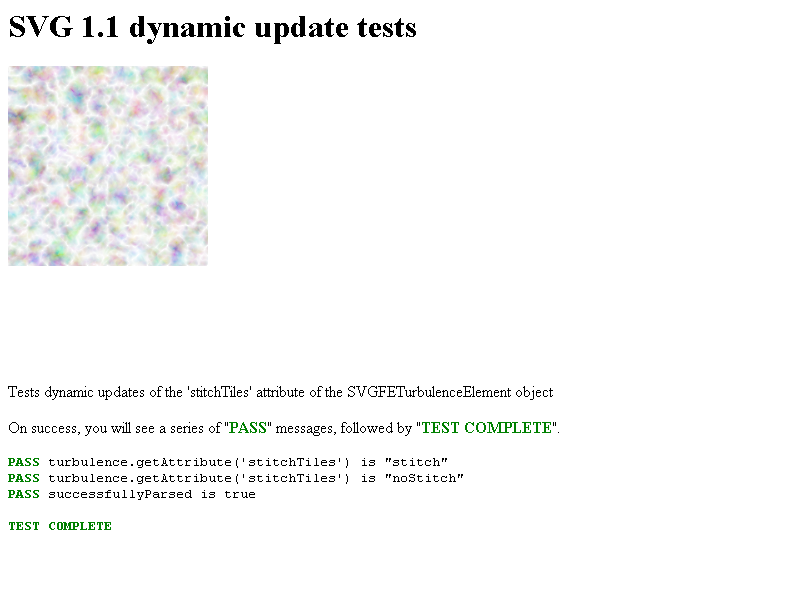 SVG 1.1 dynamic update tests
Tests dynamic updates of the 'stitchTiles' attribute of the SVGFETurbulenceElement object
On success, you will see a series of "PASS" messages, followed by "TEST COMPLETE".
PASS turbulence.getAttribute('stitchTiles') is "stitch"
PASS turbulence.getAttribute('stitchTiles') is "noStitch"
PASS successfullyParsed is true
TEST COMPLETE